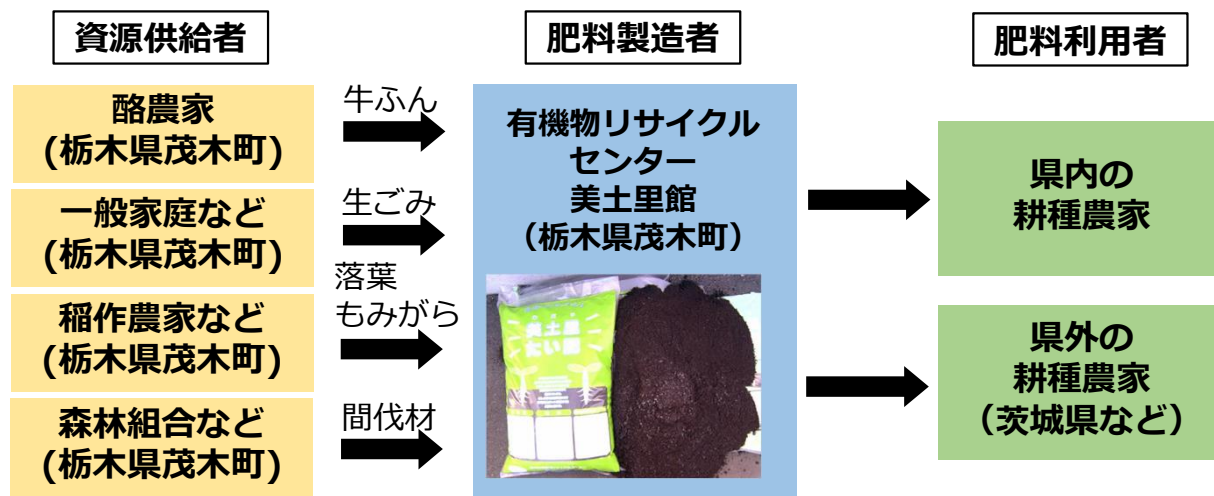 資源供給者
肥料製造者
肥料利用者
酪農家
(栃木県茂木町)
牛ふん
一般家庭など
(栃木県茂木町)
生ごみ
稲作農家など
(栃木県茂木町)
落葉
もみがら
森林組合など
(栃木県茂木町)
間伐材
有機物リサイクル
センター
美土里館
（栃木県茂木町）
県内の
耕種農家
県外の
耕種農家
（茨城県など）